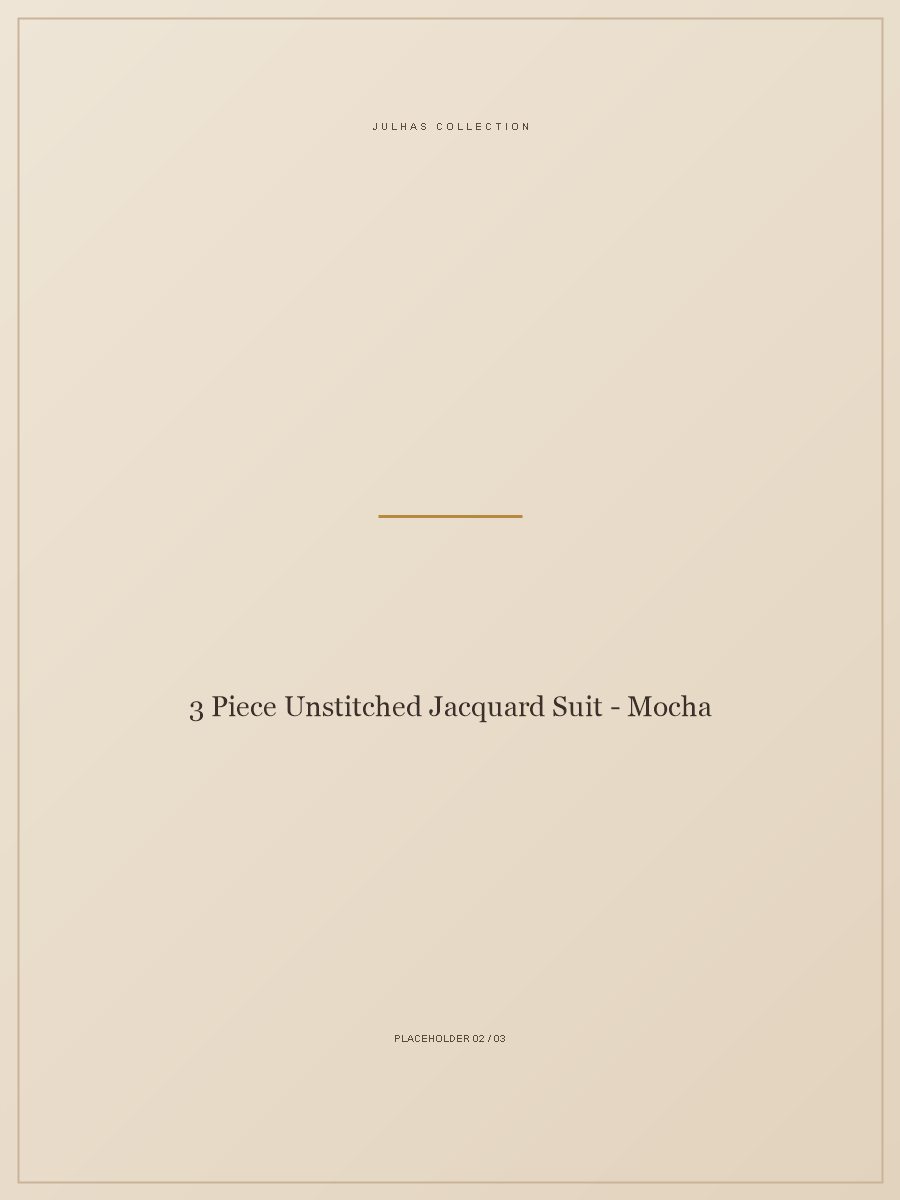 JULHAS COLLECTION
3 Piece Unstitched Jacquard Suit - Mocha
PLACEHOLDER 02 / 03